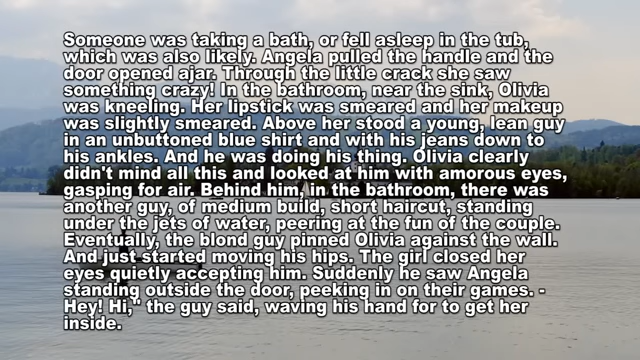 Someone was taking a bath, or fell asleep in the tub,
which was also likely. Angela pulled the handle and the
door opened ajar. Through the little crack she saw
something crazy! In the bathroom, near the sink, Olivia
was kneeling. Her lipstick was smeared and her makeup
was slightly smeared. Above her stood a young, lean guy
in an unbuttoned blue shirt and with his jeans down to
his ankles. And he was doing his thing. Olivia clearly
didn't mind all this and looked at him with amorous eyes,
gasping for air. Behind him, in the bathroom, there was
another guy, of medium build, short haircut, standing
under the jets of water, peering at the fun of the couple.
Eventually, the blond guy pinned Olivia against the wall.
And just started moving his hips. The girl closed her
eyes quietly accepting him. Suddenly he saw Angela
standing outside the door, peeking in on their games. -
Hey! Hi," the guy said, waving his hand for to get her
inside.